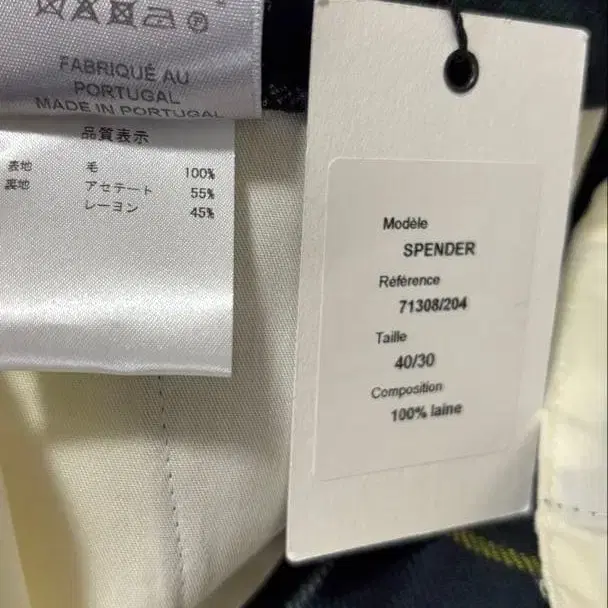 FABRIQUÉ AU
PORTUGAL
MADE IN PORTUGAL
品質表示
表地 毛 100%
裏地 アセテート 55%
レーヨン 45%
Modèle
SPENDER
Référence
71308/204
Taille
40/30
Composition
100% laine